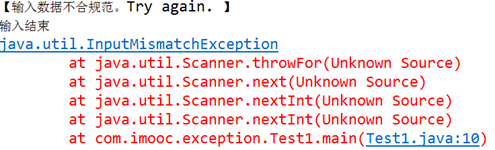 【输入数据不合规范。Try again. 】
输入结束
java.util.InputMismatchException
at java.util.Scanner.throwFor(Unknown Source)
at java.util.Scanner.next(Unknown Source)
at java.util.Scanner.nextInt(Unknown Source)
at java.util.Scanner.nextInt(Unknown Source)
at com.imooc.exception.Test1.main(Test1.java:10)